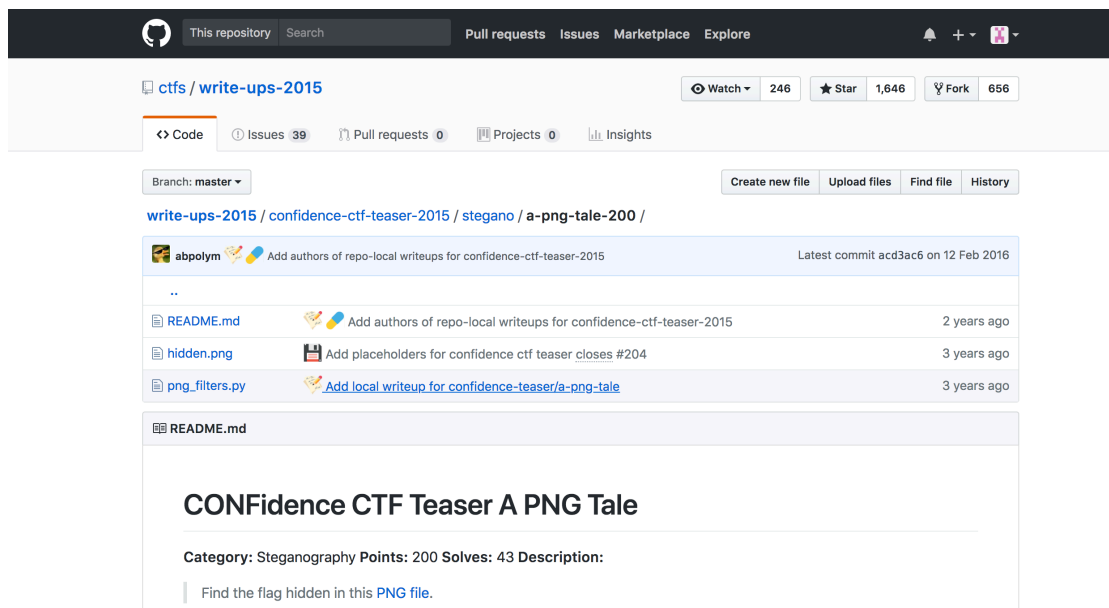 This repository Search Pull requests Issues Marketplace Explore
ctfs / write-ups-2015 Watch 246 Star 1,646 Fork 656
Code Issues 39 Pull requests 0 Projects 0 Insights
Branch: master Create new file Upload files Find file History
write-ups-2015 / confidence-ctf-teaser-2015 / stegano / a-png-tale-200 /
abpolym Add authors of repo-local writeups for confidence-ctf-teaser-2015 Latest commit acd3ac6 on 12 Feb 2016
..
README.md Add authors of repo-local writeups for confidence-ctf-teaser-2015 2 years ago
hidden.png Add placeholders for confidence ctf teaser closes #204 3 years ago
png_filters.py Add local writeup for confidence-teaser/a-png-tale 3 years ago
README.md
CONFidence CTF Teaser A PNG Tale
Category: Steganography Points: 200 Solves: 43 Description:
Find the flag hidden in this PNG file.